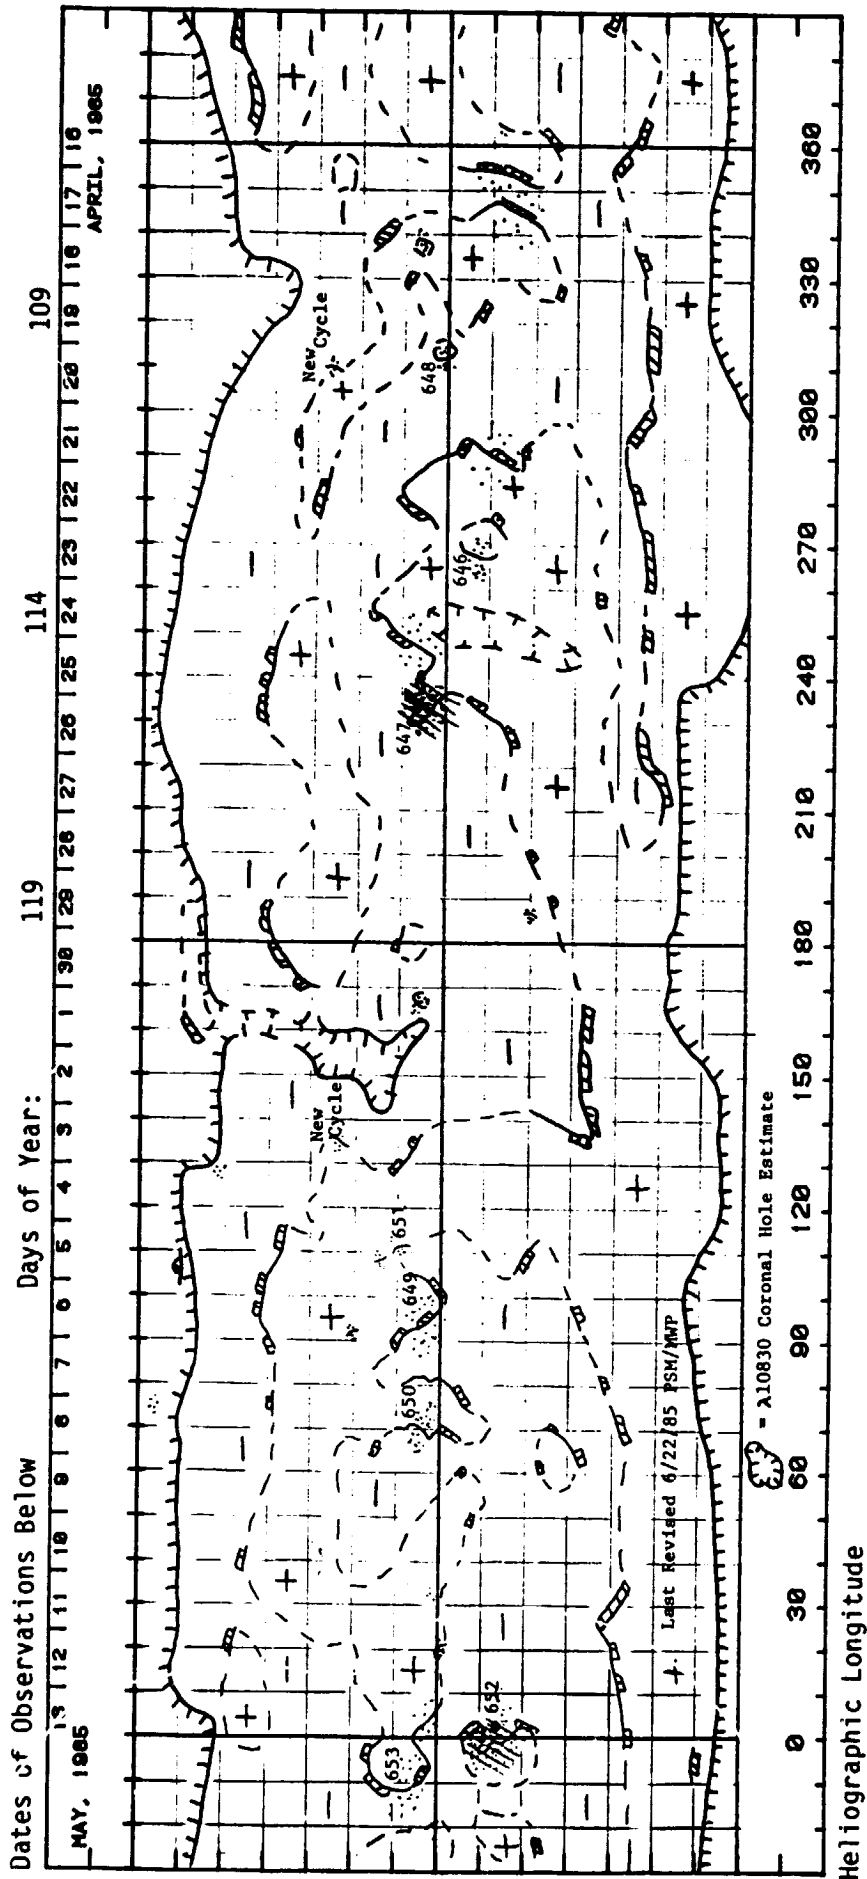 Dates of Observations Below
Days of Year:
119
114
109
13 | 12 | 11 | 10 | 9 | 8 | 7 | 6 | 5 | 4 | 3 | 2 | 1 | 30 | 29 | 28 | 27 | 26 | 25 | 24 | 23 | 22 | 21 | 20 | 19 | 18 | 17 | 16
MAY, 1985
APRIL, 1985
New Cycle
New Cycle
653
652
650
649
651
647
646
648
Last Revised 6/22/85 PSM/MWP
= λ10830 Coronal Hole Estimate
0 30 60 90 120 150 180 210 240 270 300 330 360
Heliographic Longitude